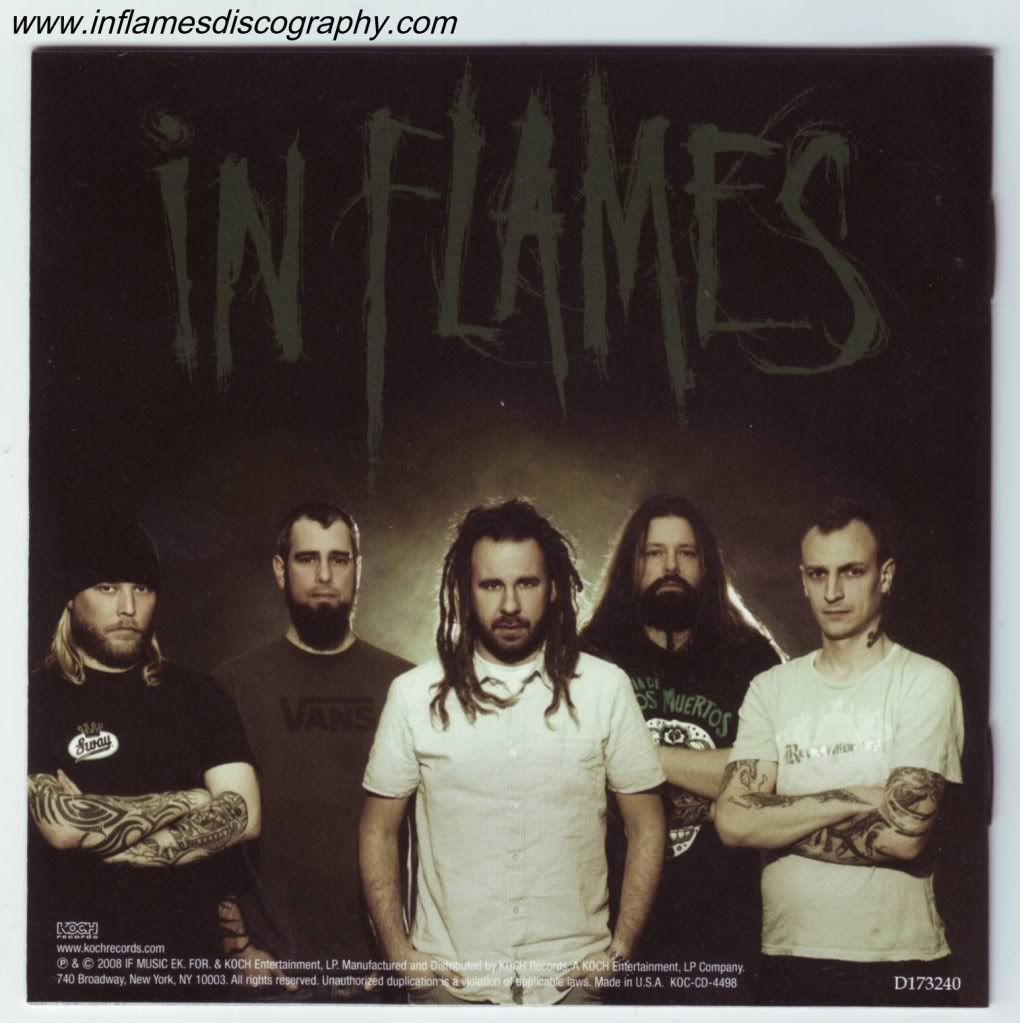 www.inflamesdiscography.com
iN FLAMES
Sway
VANS
DE
OS MUERTOS
KOCH
records
www.kochrecords.com
℗ & © 2008 IF MUSIC EK. FOR. & KOCH Entertainment, LP. Manufactured and Distributed by KOCH Records. A KOCH Entertainment, LP Company.
740 Broadway, New York, NY 10003. All rights reserved. Unauthorized duplication is a violation of applicable laws. Made in U.S.A. KOC-CD-4498
D173240